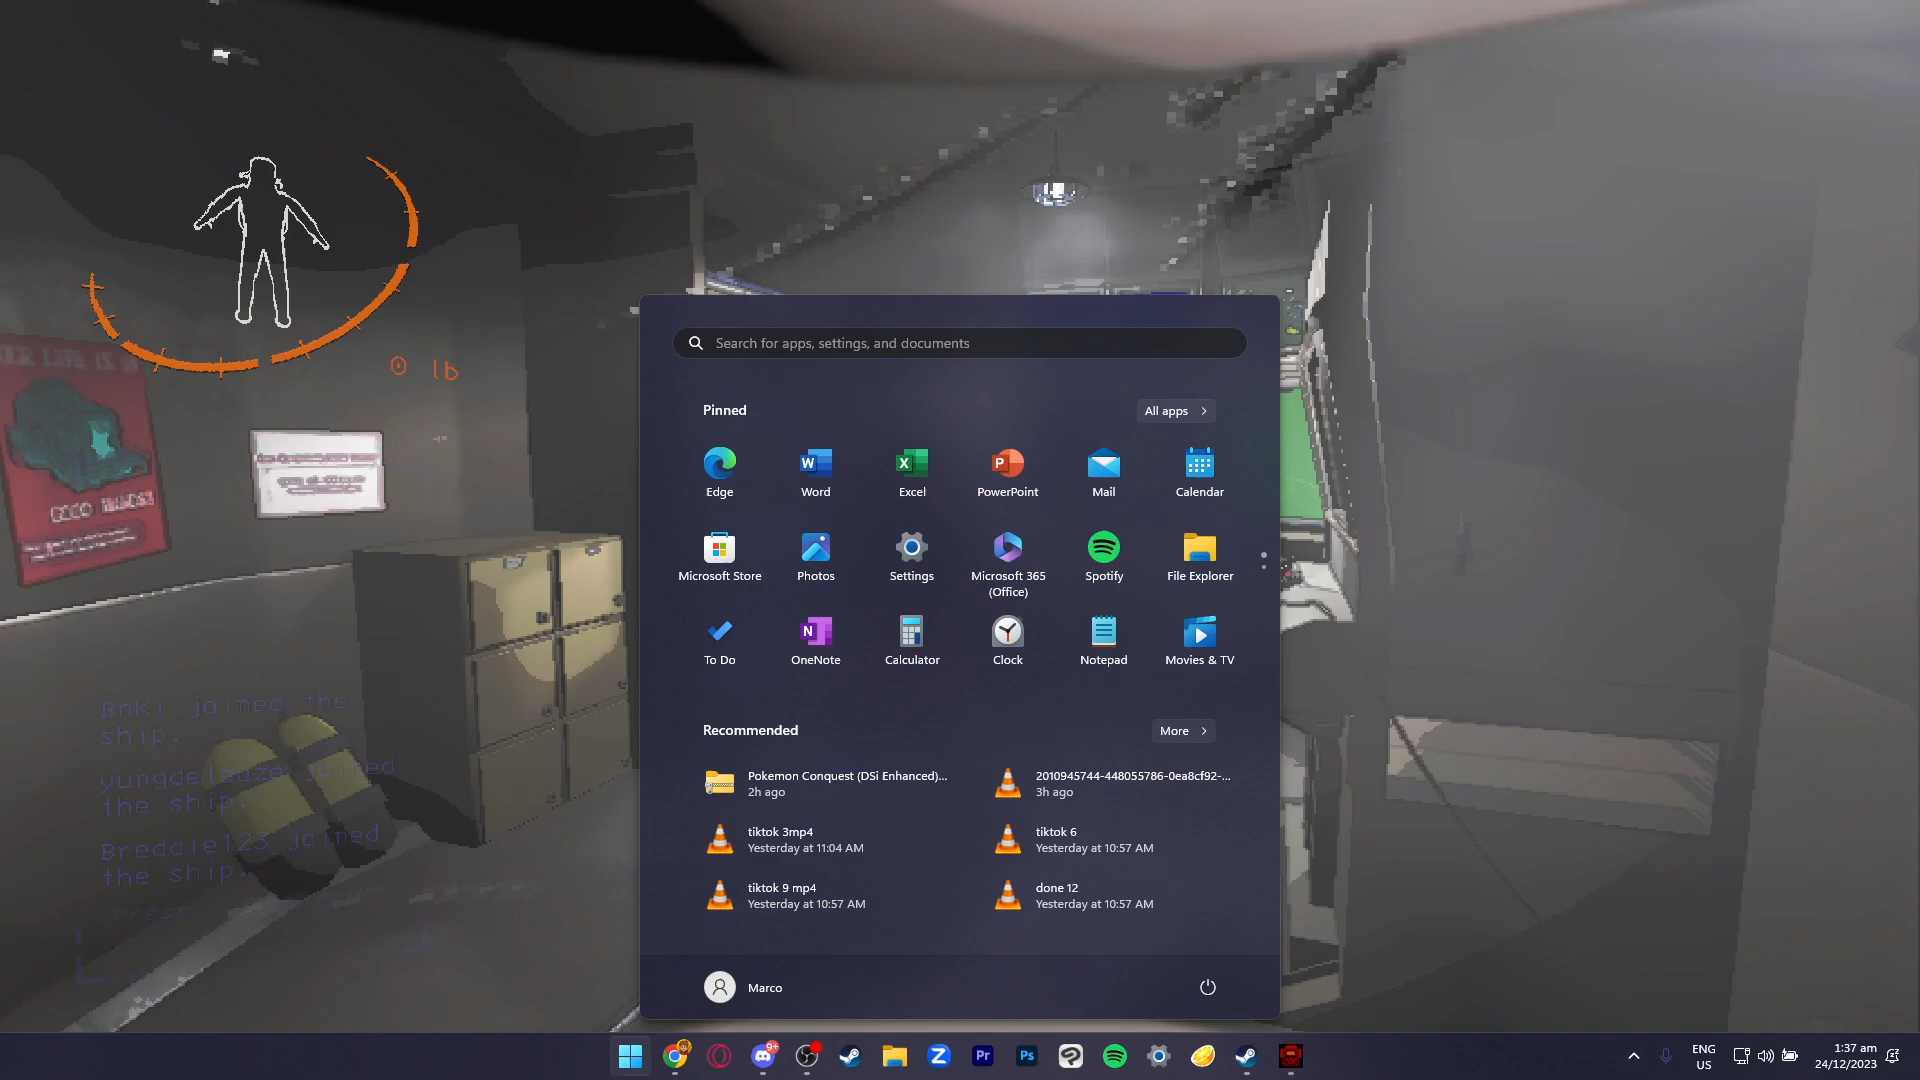 0 lb
Search for apps, settings, and documents
Pinned
All apps
Edge
Word
Excel
PowerPoint
Mail
Calendar
Microsoft Store
Photos
Settings
Microsoft 365
(Office)
Spotify
File Explorer
To Do
OneNote
Calculator
Clock
Notepad
Movies & TV
BnKi joined the
ship.
yungdeleuze joined
the ship.
Breddie123 joined
the ship.
Press
Recommended
More
Pokemon Conquest (DSi Enhanced)...
2h ago
2010945744-448055786-0ea8cf92-...
3h ago
tiktok 3mp4
Yesterday at 11:04 AM
tiktok 6
Yesterday at 10:57 AM
tiktok 9 mp4
Yesterday at 10:57 AM
done 12
Yesterday at 10:57 AM
Marco
9+
Z
Pr
Ps
ENG
US
1:37 am
24/12/2023